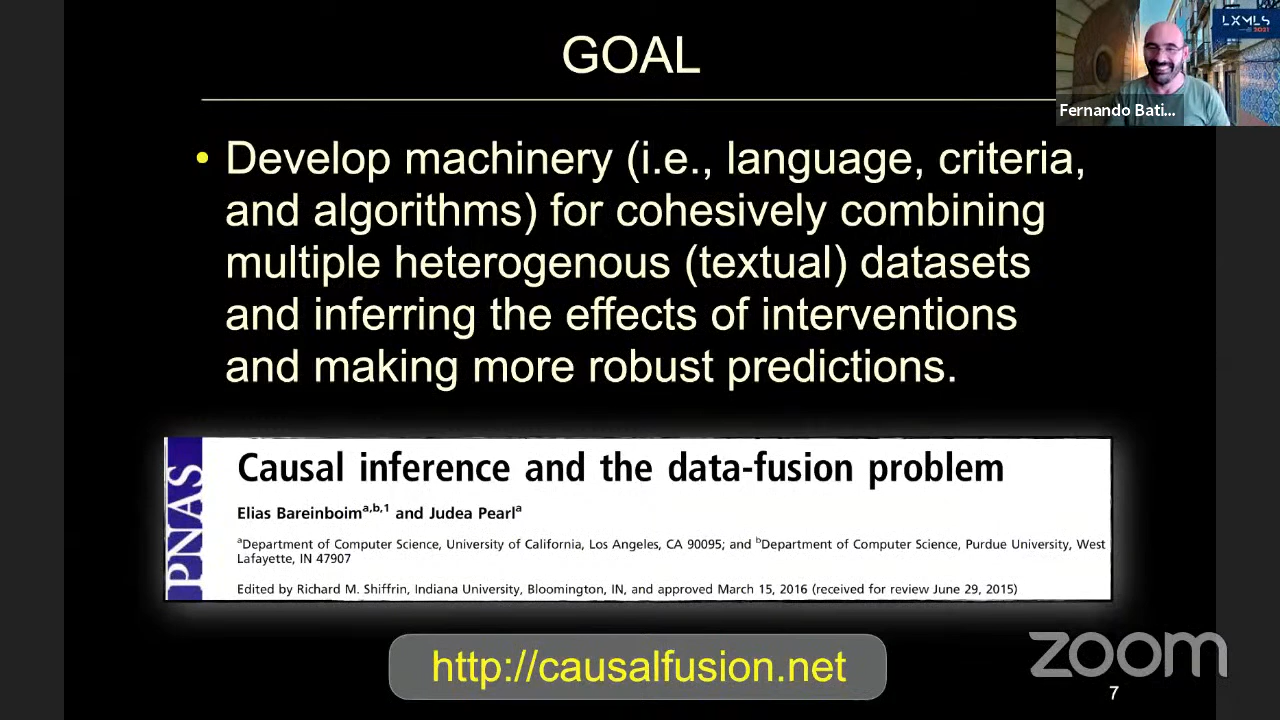 GOAL
LXMLS
2021
Fernando Bati...
• Develop machinery (i.e., language, criteria,
and algorithms) for cohesively combining
multiple heterogenous (textual) datasets
and inferring the effects of interventions
and making more robust predictions.
PNAS
Causal inference and the data-fusion problem
Elias Bareinboimᵃ,ᵇ,¹ and Judea Pearlᵃ
ᵃDepartment of Computer Science, University of California, Los Angeles, CA 90095; and ᵇDepartment of Computer Science, Purdue University, West
Lafayette, IN 47907
Edited by Richard M. Shiffrin, Indiana University, Bloomington, IN, and approved March 15, 2016 (received for review June 29, 2015)
http://causalfusion.net
zoom
7